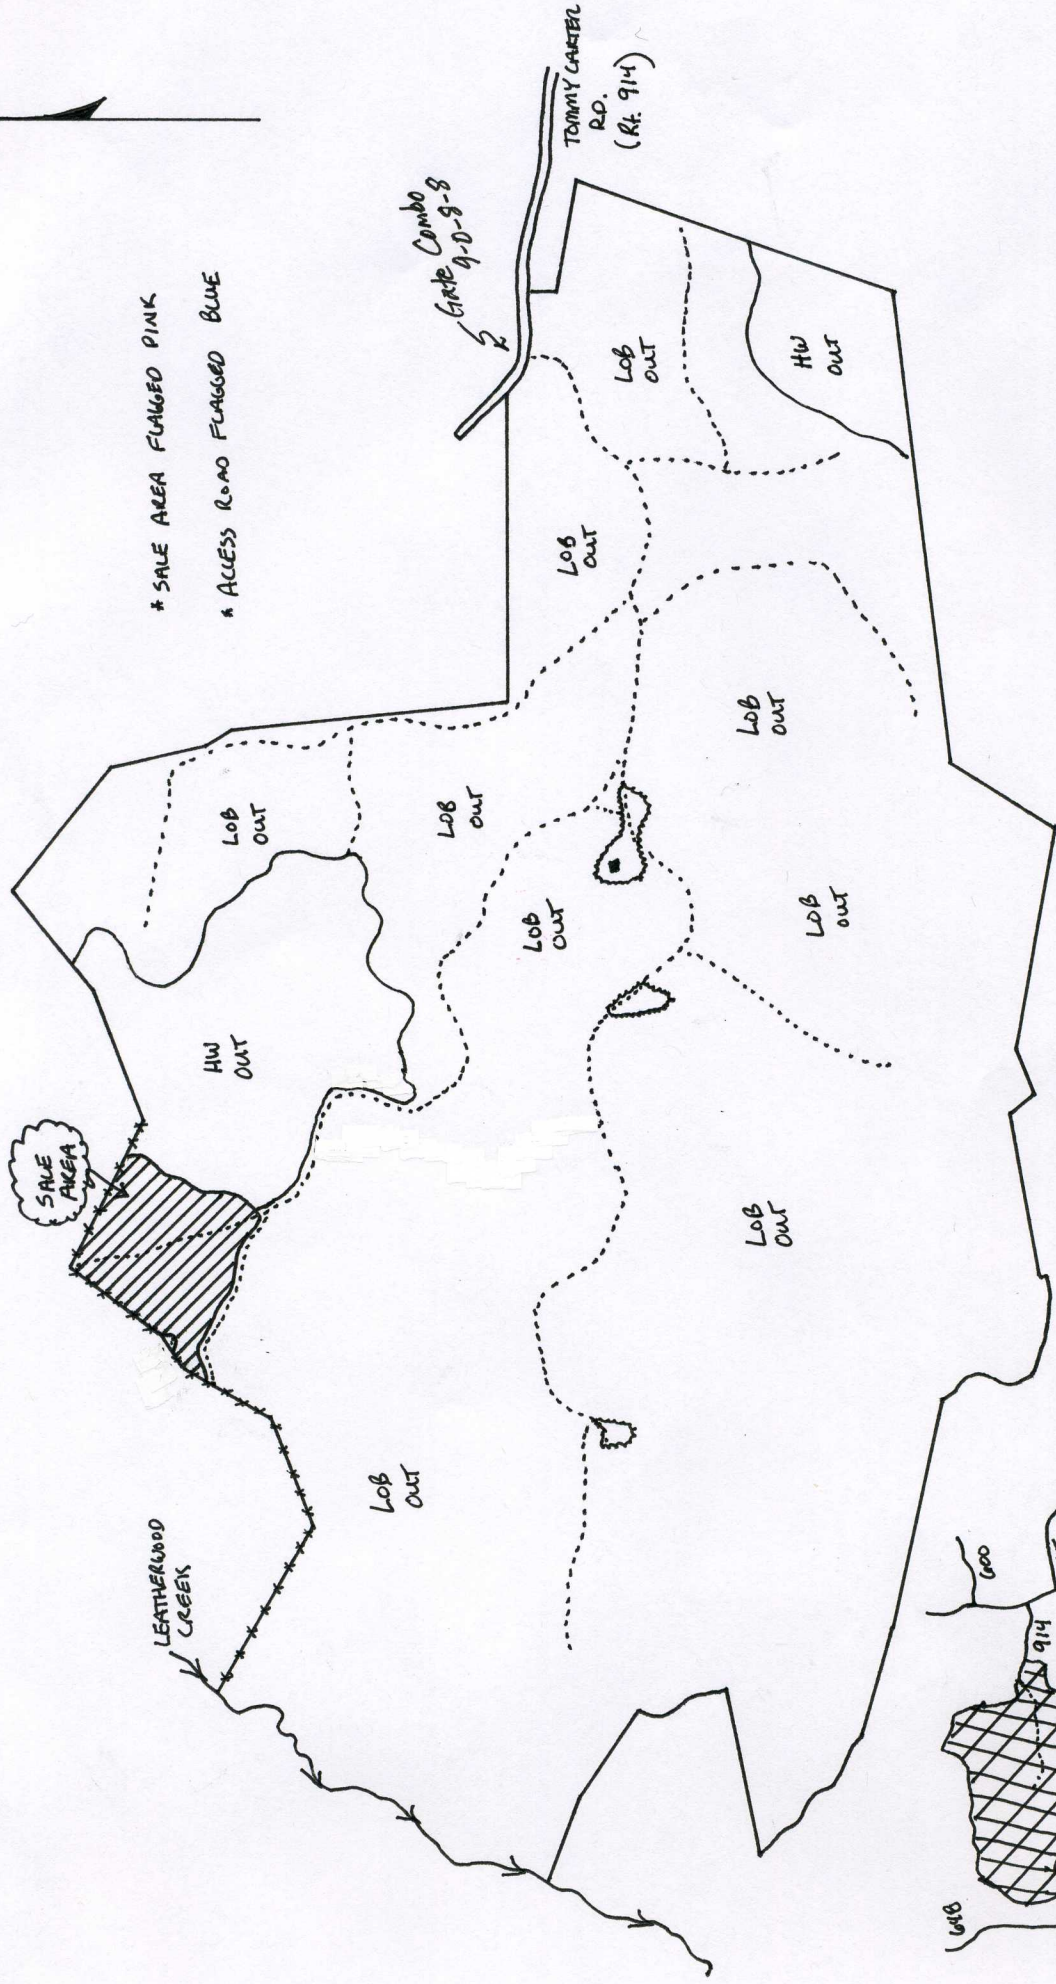 * SALE AREA FLAGGED PINK
* ACCESS ROAD FLAGGED BLUE
TOMMY CARTER
RD.
(Rt. 914)
Gate Combo
9-0-8-8
SALE
AREA
HW
OUT
LOB
OUT
LOB
OUT
LOB
OUT
LOB
OUT
HW
OUT
LOB
OUT
LOB
OUT
LOB
OUT
LOB
OUT
LOB
OUT
LEATHERWOOD
CREEK
600
914
648